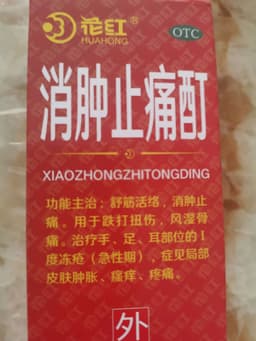 花红®
HUAHONG
OTC
消肿止痛酊
XIAOZHONGZHITONGDING
功能主治：舒筋活络，消肿止
痛。用于跌打扭伤，风湿骨
痛。治疗手、足、耳部位的Ⅰ
度冻疮（急性期），症见局部
皮肤肿胀、瘙痒、疼痛。
外